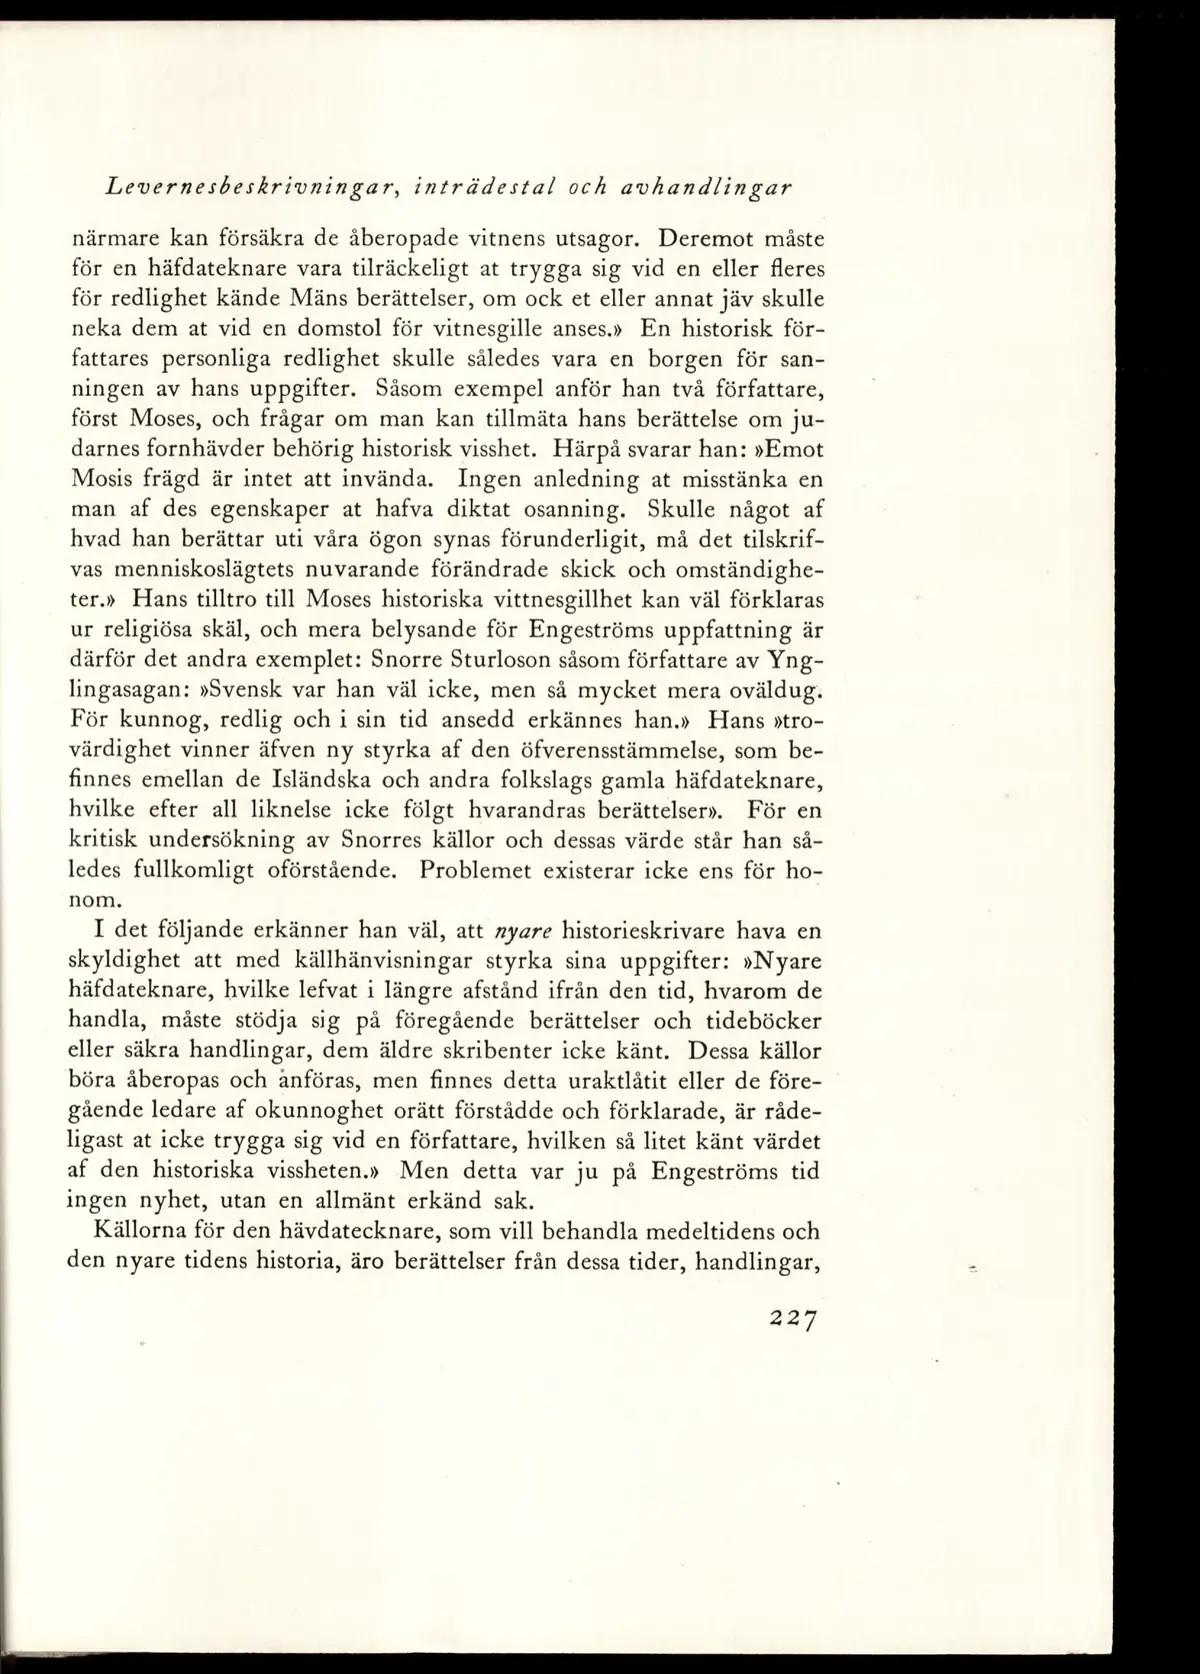 Levernesbeskrivningar, inträdestal och avhandlingar
närmare kan försäkra de åberopade vitnens utsagor. Deremot måste
för en häfdateknare vara tilräckeligt at trygga sig vid en eller fleres
för redlighet kände Mäns berättelser, om ock et eller annat jäv skulle
neka dem at vid en domstol för vitnesgille anses.» En historisk för-
fattares personliga redlighet skulle således vara en borgen för san-
ningen av hans uppgifter. Såsom exempel anför han två författare,
först Moses, och frågar om man kan tillmäta hans berättelse om ju-
darnes fornhävder behörig historisk visshet. Härpå svarar han: »Emot
Mosis frägd är intet att invända. Ingen anledning at misstänka en
man af des egenskaper at hafva diktat osanning. Skulle något af
hvad han berättar uti våra ögon synas förunderligit, må det tilskrif-
vas menniskoslägtets nuvarande förändrade skick och omständighe-
ter.» Hans tilltro till Moses historiska vittnesgillhet kan väl förklaras
ur religiösa skäl, och mera belysande för Engeströms uppfattning är
därför det andra exemplet: Snorre Sturloson såsom författare av Yng-
lingasagan: »Svensk var han väl icke, men så mycket mera oväldug.
För kunnog, redlig och i sin tid ansedd erkännes han.» Hans »tro-
värdighet vinner äfven ny styrka af den öfverensstämmelse, som be-
finnes emellan de Isländska och andra folkslags gamla häfdateknare,
hvilke efter all liknelse icke fölgt hvarandras berättelser». För en
kritisk undersökning av Snorres källor och dessas värde står han så-
ledes fullkomligt oförstående. Problemet existerar icke ens för ho-
nom.
I det följande erkänner han väl, att nyare historieskrivare hava en
skyldighet att med källhänvisningar styrka sina uppgifter: »Nyare
häfdateknare, hvilke lefvat i längre afstånd ifrån den tid, hvarom de
handla, måste stödja sig på föregående berättelser och tideböcker
eller säkra handlingar, dem äldre skribenter icke känt. Dessa källor
böra åberopas och anföras, men finnes detta uraktlåtit eller de före-
gående ledare af okunnoghet orätt förstådde och förklarade, är råde-
ligast at icke trygga sig vid en författare, hvilken så litet känt värdet
af den historiska vissheten.» Men detta var ju på Engeströms tid
ingen nyhet, utan en allmänt erkänd sak.
Källorna för den hävdatecknare, som vill behandla medeltidens och
den nyare tidens historia, äro berättelser från dessa tider, handlingar,
227